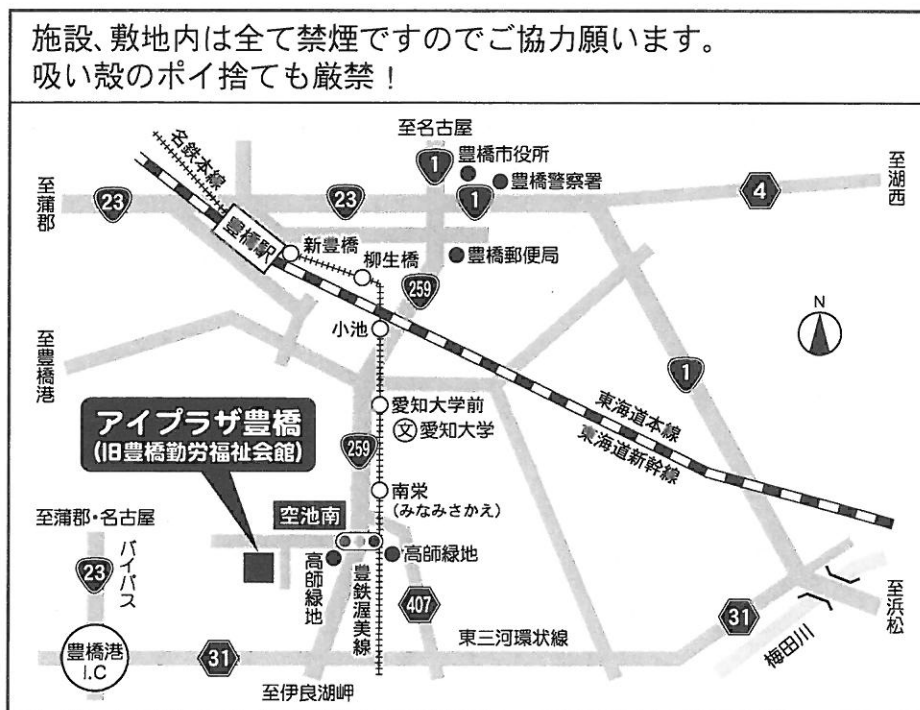 施設、敷地内は全て禁煙ですのでご協力願います。
吸い殻のポイ捨ても厳禁！
至名古屋
名鉄本線
1
豊橋市役所
豊橋警察署
至湖西
至蒲郡
23
23
1
4
豊橋駅
新豊橋
柳生橋
豊橋郵便局
259
小池
N
至豊橋港
1
愛知大学前
文 愛知大学
東海道本線
東海道新幹線
アイプラザ豊橋
(旧豊橋勤労福祉会館)
259
南栄
(みなみさかえ)
空池南
至蒲郡・名古屋
バイパス
23
高師緑地
高師緑地
豊鉄渥美線
407
31
至浜松
梅田川
豊橋港
I.C
31
東三河環状線
至伊良湖岬